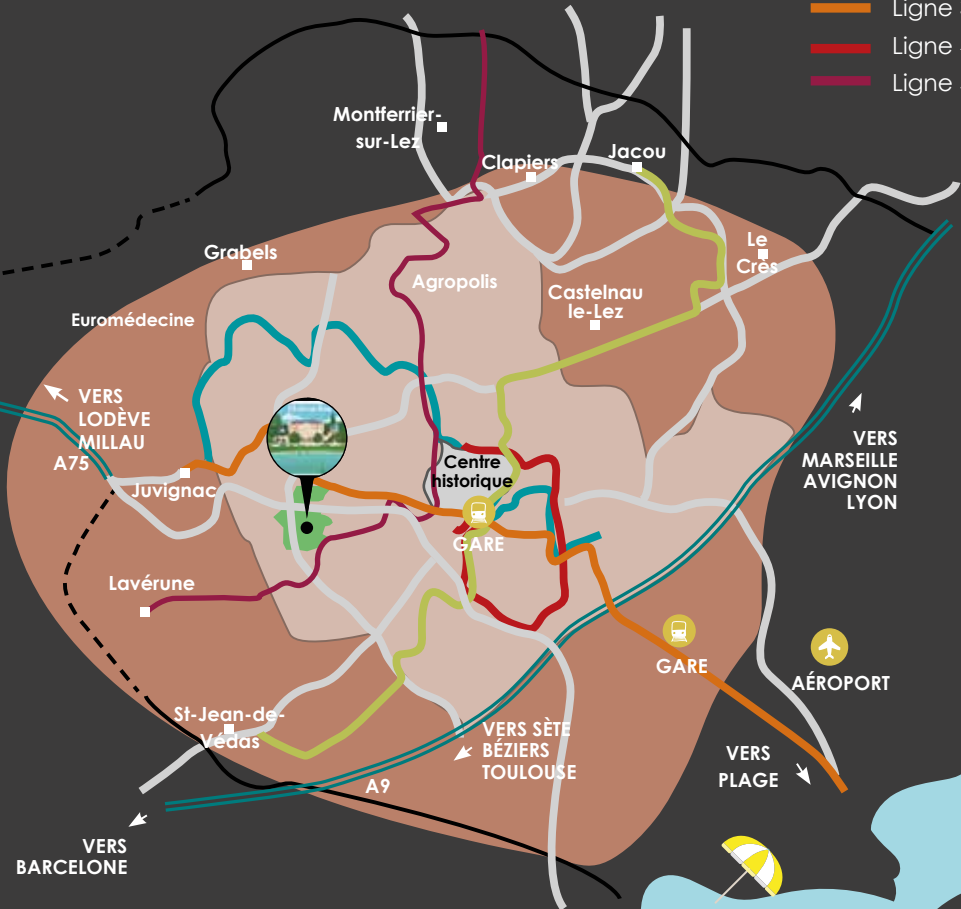 Ligne
Ligne
Ligne
Montferrier-
sur-Lez
Clapiers
Jacou
Grabels
Le
Crès
Agropolis
Castelnau
le-Lez
Euromédecine
VERS
LODÈVE
MILLAU
A75
Juvignac
Centre
historique
VERS
MARSEILLE
AVIGNON
LYON
GARE
Lavérune
GARE
AÉROPORT
St-Jean-de-
Védas
VERS SÈTE
BÉZIERS
TOULOUSE
VERS
PLAGE
A9
VERS
BARCELONE